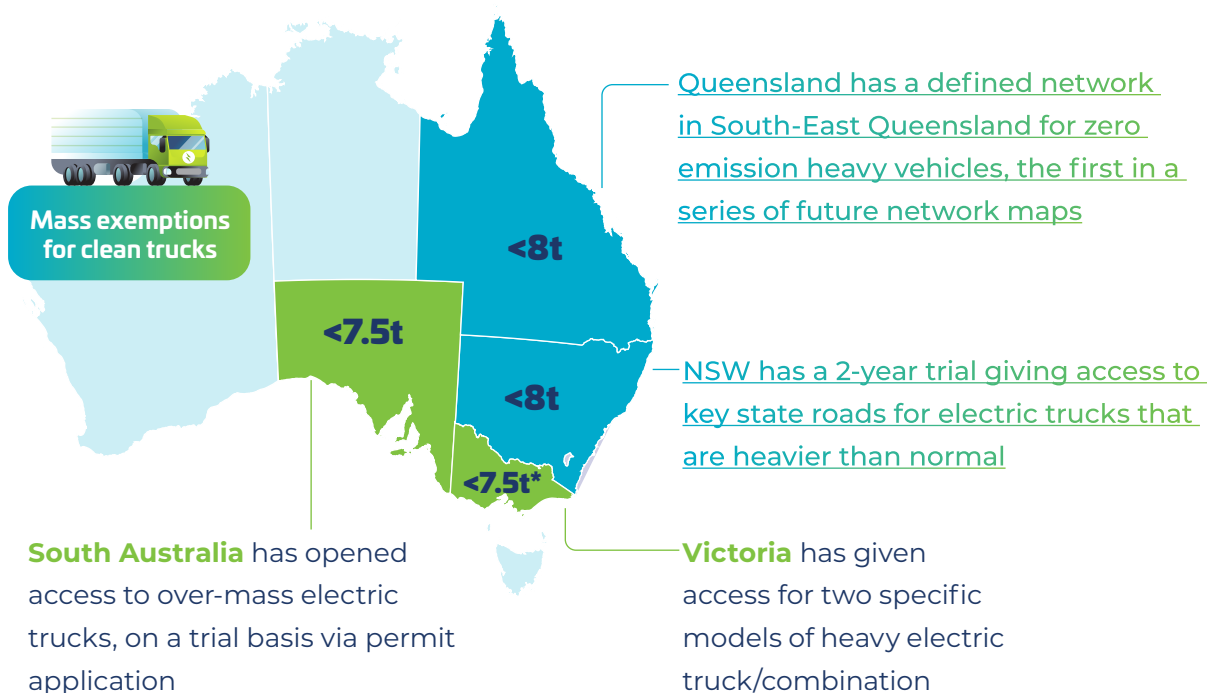 Mass exemptions
for clean trucks
Queensland has a defined network
in South-East Queensland for zero
emission heavy vehicles, the first in a
series of future network maps
<8t
<7.5t
<8t
<7.5t*
NSW has a 2-year trial giving access to
key state roads for electric trucks that
are heavier than normal
South Australia has opened
access to over-mass electric
trucks, on a trial basis via permit
application
Victoria has given
access for two specific
models of heavy electric
truck/combination